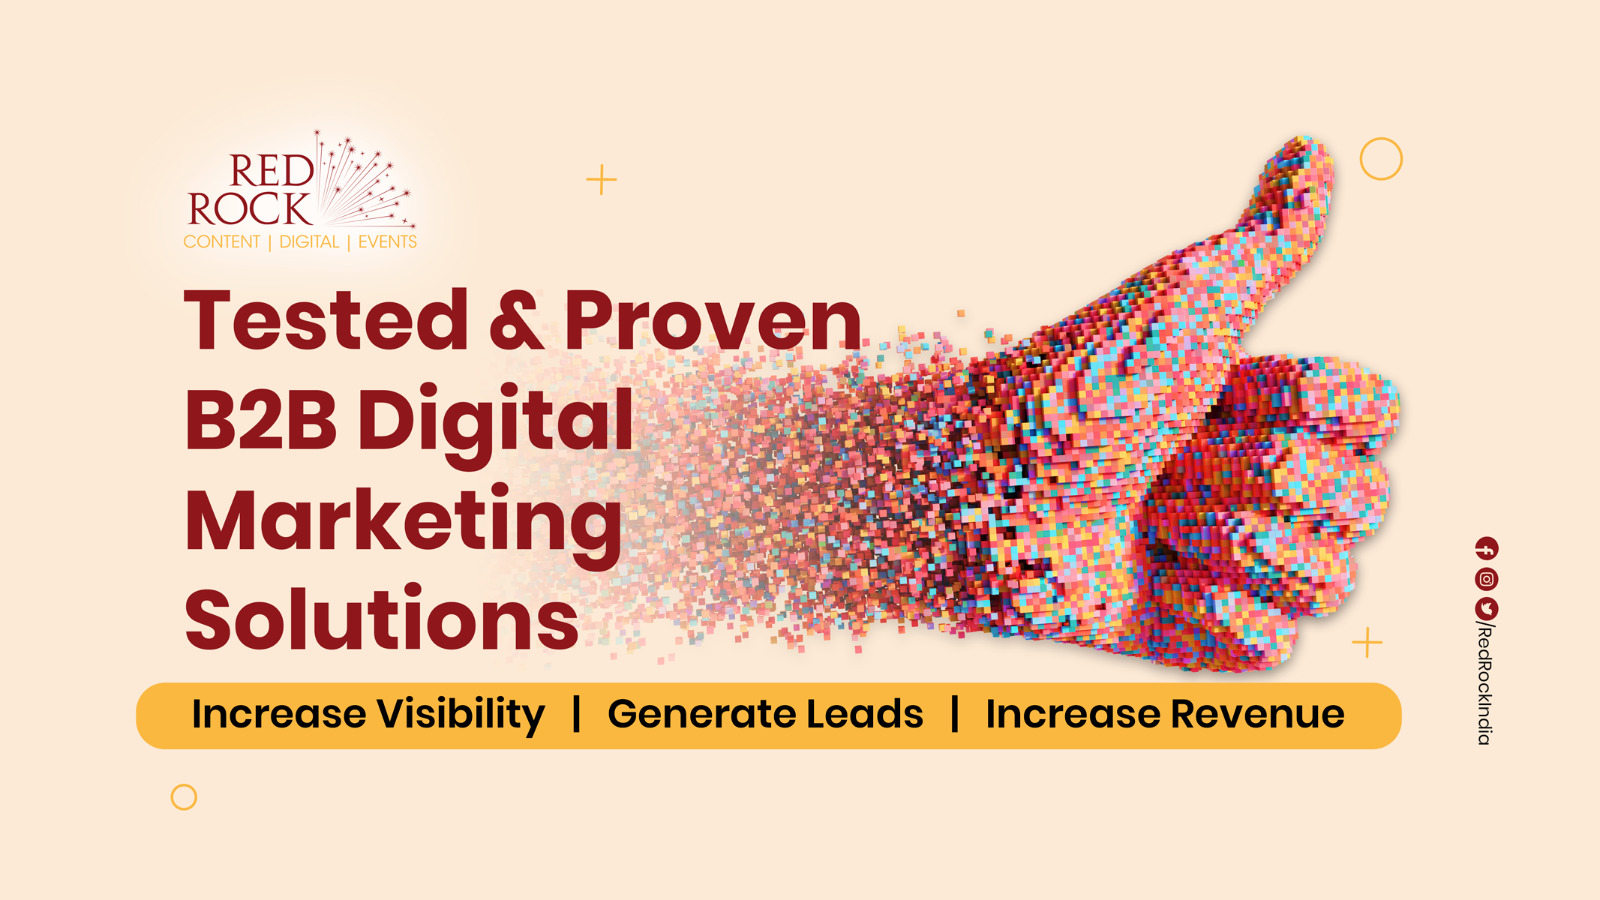 RED
ROCK
CONTENT | DIGITAL | EVENTS
Tested & Proven
B2B Digital
Marketing
Solutions
Increase Visibility | Generate Leads | Increase Revenue
/RedRockIndia